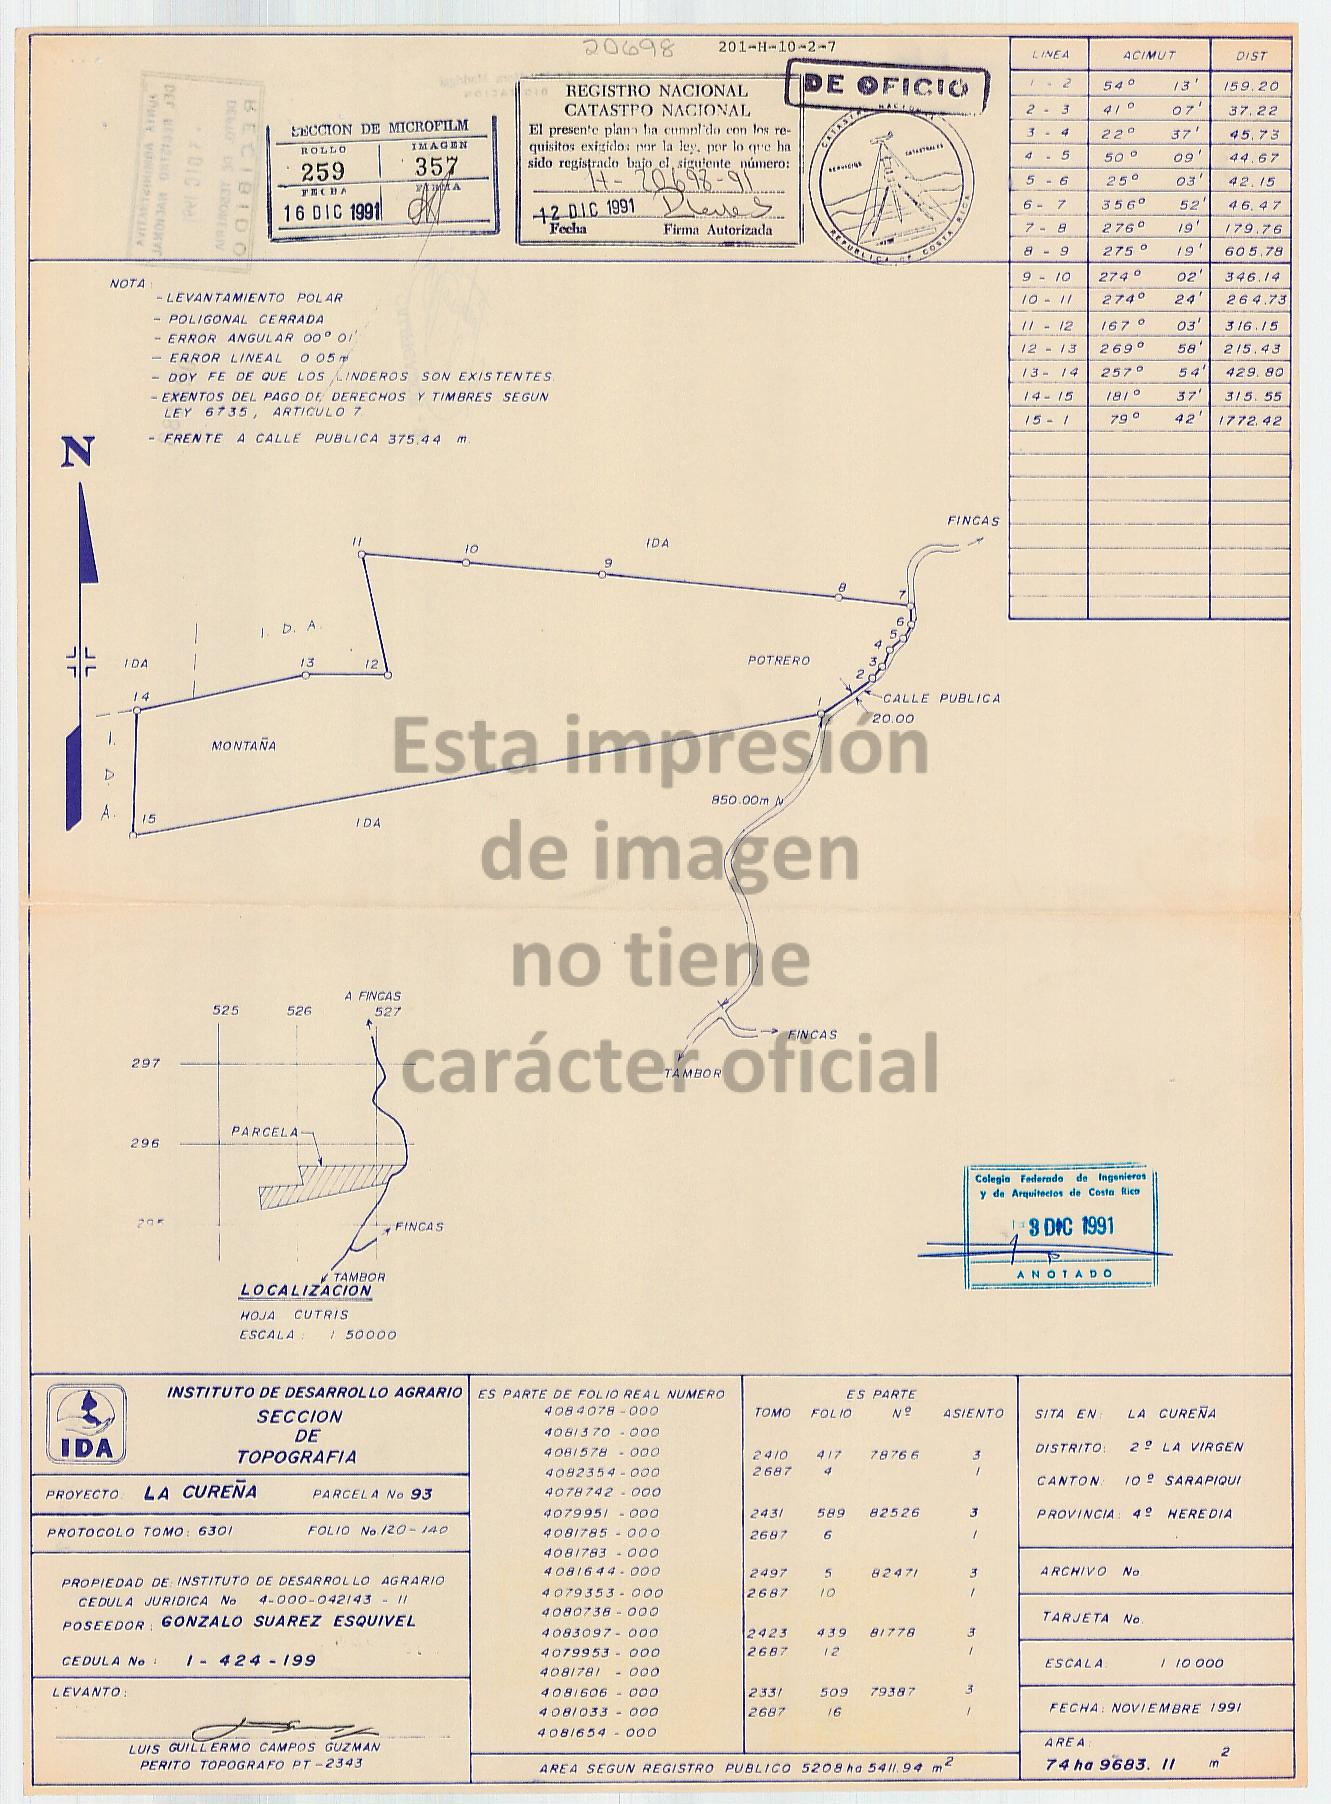 20698
201-H-10-2-7
SECCION DE MICROFILM
ROLLO IMAGEN
259 357
FECHA FIRMA
16 DIC 1991
REGISTRO NACIONAL
CATASTRO NACIONAL
El presente plano ha cumplido con los re-
quisitos exigidos por la ley, por lo que ha
sido registrado bajo el siguiente número:
H-20698-91
12 DIC 1991
Fecha Firma Autorizada
DE OFICIO
CATASTRO NACIONAL
SERVICIOS CATASTRALES
REPUBLICA DE COSTA RICA
RECIBIDO
LINEA ACIMUT DIST
1 - 2 54° 13' 159.20
2 - 3 41° 07' 37.22
3 - 4 22° 37' 45.73
4 - 5 50° 09' 44.67
5 - 6 25° 03' 42.15
6 - 7 356° 52' 46.47
7 - 8 276° 19' 179.76
8 - 9 275° 19' 605.78
9 - 10 274° 02' 346.14
10 - 11 274° 24' 264.73
11 - 12 167° 03' 316.15
12 - 13 269° 58' 215.43
13 - 14 257° 54' 429.80
14-15 181° 37' 315.55
15 - 1 79° 42' 1772.42
NOTA:
- LEVANTAMIENTO POLAR
- POLIGONAL CERRADA
- ERROR ANGULAR 00° 01'
- ERROR LINEAL 0 05 m
- DOY FE DE QUE LOS LINDEROS SON EXISTENTES
- EXENTOS DEL PAGO DE DERECHOS Y TIMBRES SEGUN
LEY 6735, ARTICULO 7
- FRENTE A CALLE PUBLICA 375.44 m.
N
FINCAS
11
10
IDA
9
8
7
6
5
4
3
2
1
I. D. A.
IDA
13
12
14
POTRERO
CALLE PUBLICA
20.00
MONTAÑA
I.
D
A.
15
IDA
850.00m N
FINCAS
TAMBOR
Esta impresión
de imagen
no tiene
carácter oficial
A FINCAS
525 526 527
297
296
PARCELA
295
FINCAS
TAMBOR
LOCALIZACION
HOJA CUTRIS
ESCALA: 1 50000
Colegio Federado de Ingenieros
y de Arquitectos de Costa Rica
3 DIC 1991
ANOTADO
IDA
INSTITUTO DE DESARROLLO AGRARIO
SECCION
DE
TOPOGRAFIA
PROYECTO: LA CUREÑA PARCELA No 93
PROTOCOLO TOMO: 6301 FOLIO No 120-140
PROPIEDAD DE: INSTITUTO DE DESARROLLO AGRARIO
CEDULA JURIDICA No 4-000-042143 - 11
POSEEDOR: GONZALO SUAREZ ESQUIVEL
CEDULA No: 1 - 424 - 199
LEVANTO:
LUIS GUILLERMO CAMPOS GUZMAN
PERITO TOPOGRAFO PT-2343
ES PARTE DE FOLIO REAL NUMERO
4084078-000
4081370-000
4081578-000
4082354-000
4078742-000
4079951-000
4081785-000
4081783-000
4081644-000
4079353-000
4080738-000
4083097-000
4079953-000
4081781-000
4081606-000
4081033-000
4081654-000
ES PARTE
TOMO FOLIO Nº ASIENTO
2410 417 78766 3
2687 4 1
2431 589 82526 3
2687 6 1
2497 5 82471 3
2687 10 1
2423 439 81778 3
2687 12 1
2331 509 79387 3
2687 16 1
AREA SEGUN REGISTRO PUBLICO 5208 ha 5411.94 m2
SITA EN: LA CUREÑA
DISTRITO: 2º LA VIRGEN
CANTON: 10º SARAPIQUI
PROVINCIA: 4º HEREDIA
ARCHIVO No
TARJETA No.
ESCALA 1 10 000
FECHA: NOVIEMBRE 1991
AREA:
74 ha 9683.11 m2